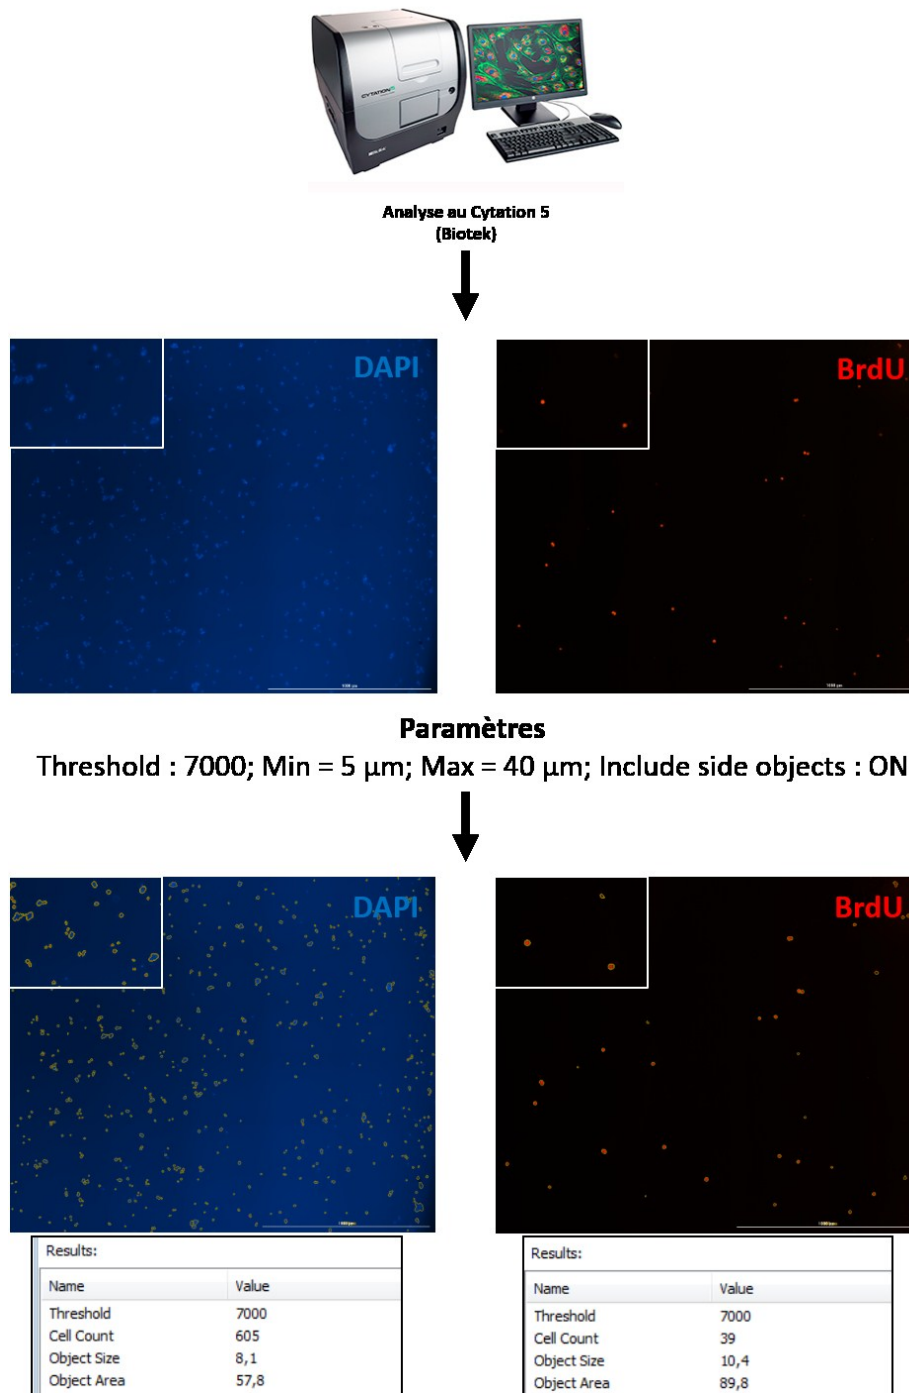 CYTATION5
Analyse au Cytation 5
(Biotek)
DAPI
BrdU
Paramètres
Threshold : 7000; Min = 5 µm; Max = 40 µm; Include side objects : ON
DAPI
BrdU
Results:
Name Value
Threshold 7000
Cell Count 605
Object Size 8,1
Object Area 57,8
Results:
Name Value
Threshold 7000
Cell Count 39
Object Size 10,4
Object Area 89,8